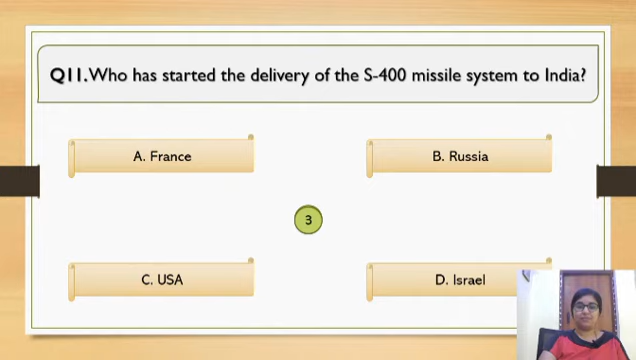 Q11.Who has started the delivery of the S-400 missile system to India?
A. France
B. Russia
3
C. USA
D. Israel